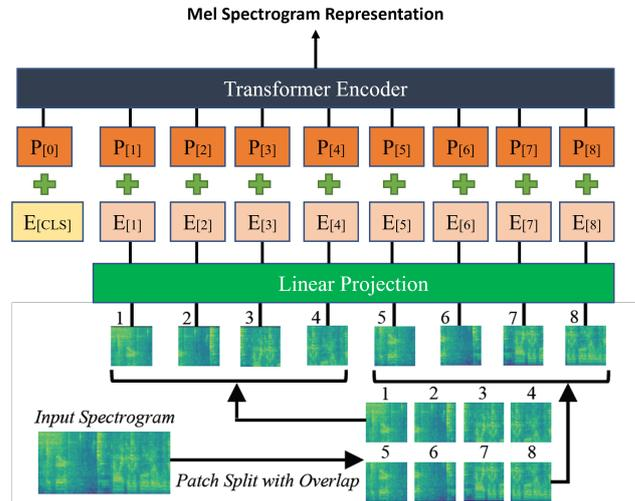 Mel Spectrogram Representation
Transformer Encoder
P[0] P[1] P[2] P[3] P[4] P[5] P[6] P[7] P[8]
E[CLS] E[1] E[2] E[3] E[4] E[5] E[6] E[7] E[8]
Linear Projection
1 2 3 4 5 6 7 8
1 2 3 4
Input Spectrogram
5 6 7 8
Patch Split with Overlap